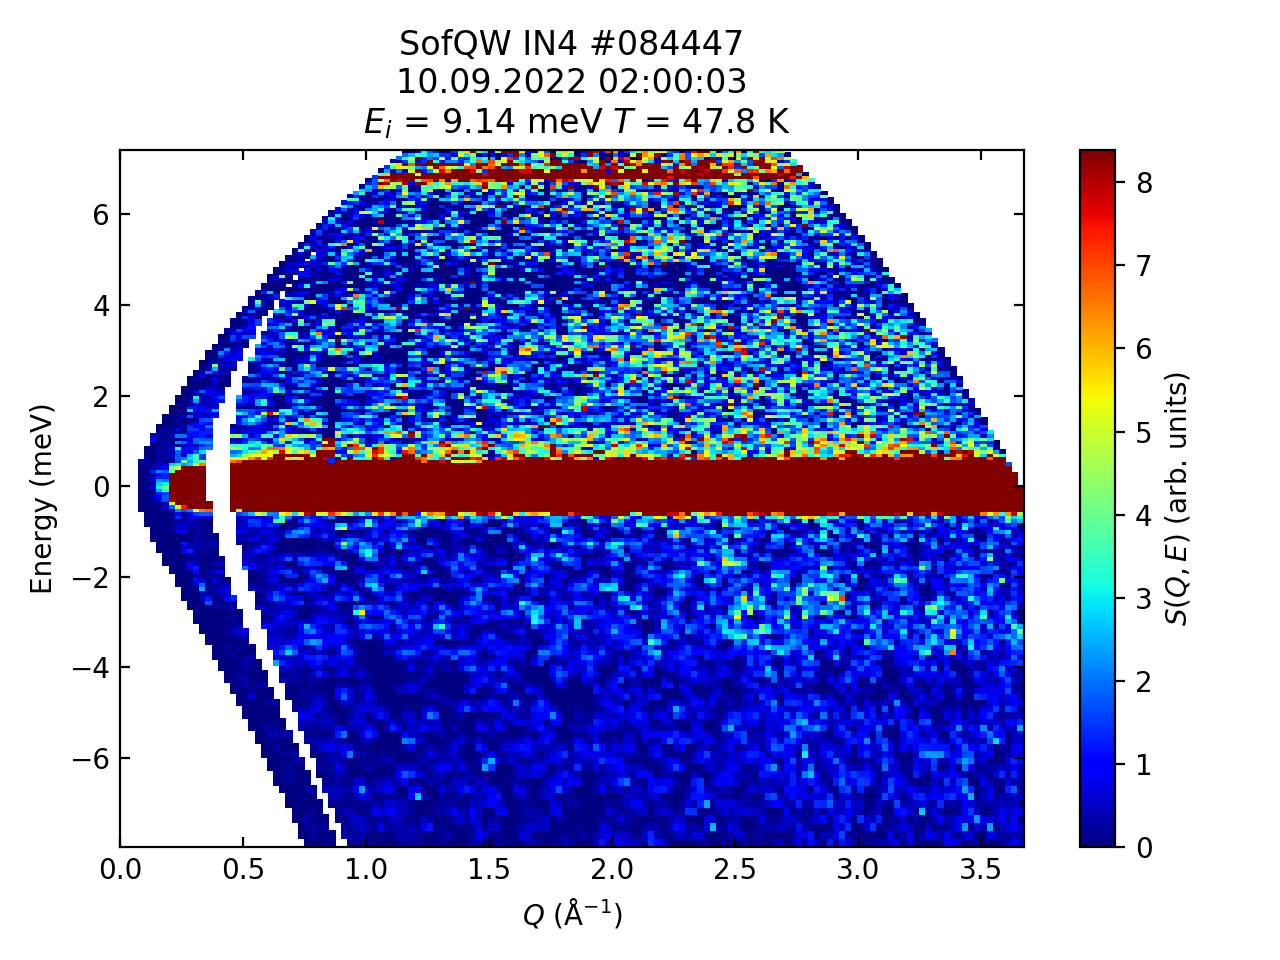 SofQW IN4 #084447
10.09.2022 02:00:03
$E_i$ = 9.14 meV $T$ = 47.8 K
Energy (meV)
6
4
2
0
−2
−4
−6
0.0 0.5 1.0 1.5 2.0 2.5 3.0 3.5
Q (Å⁻¹)
8
7
6
5
4
3
2
1
0
S(Q, E) (arb. units)